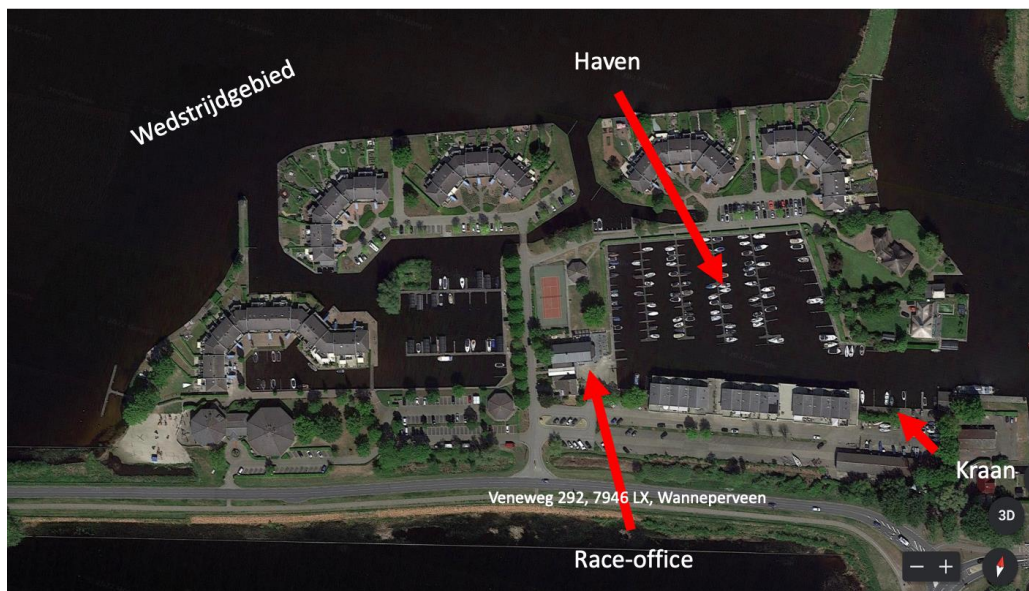 Haven
Wedstrijdgebied
Kraan
Veneweg 292, 7946 LX, Wanneperveen
3D
Race-office